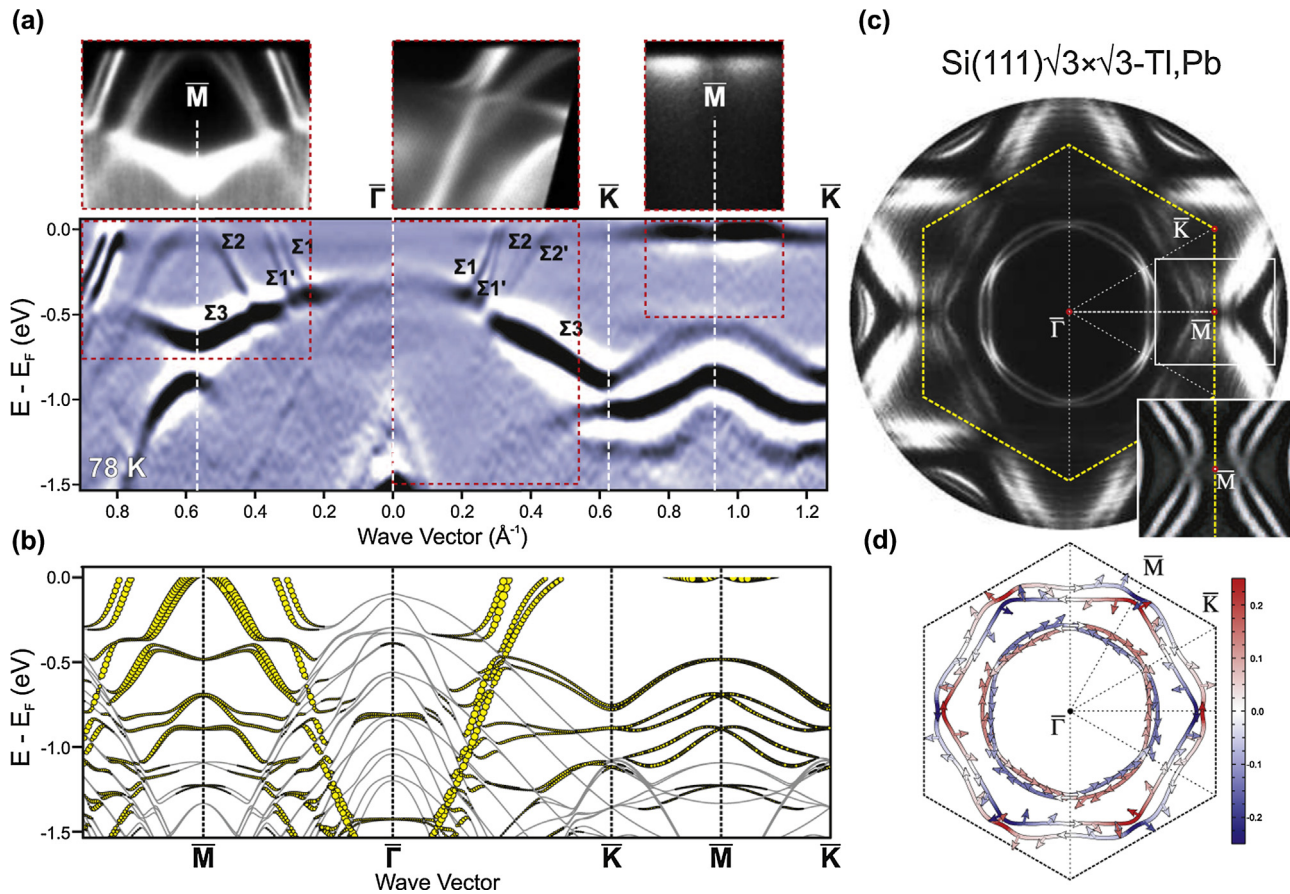 (a)
M̅
Γ̅
K̅
M̅
K̅
E - E_F (eV)
0.0
-0.5
-1.0
-1.5
Σ2
Σ1
Σ1'
Σ3
Σ1
Σ1'
Σ2
Σ2'
Σ3
78 K
0.8 0.6 0.4 0.2 0.0 0.2 0.4 0.6 0.8 1.0 1.2
Wave Vector (Å⁻¹)
(b)
E - E_F (eV)
0.0
-0.5
-1.0
-1.5
M̅ Γ̅ K̅ M̅ K̅
Wave Vector
(c)
Si(111)√3×√3-Tl,Pb
K̅
Γ̅
M̅
M̅
(d)
M̅
K̅
Γ̅
0.2
0.1
0.0
-0.1
-0.2